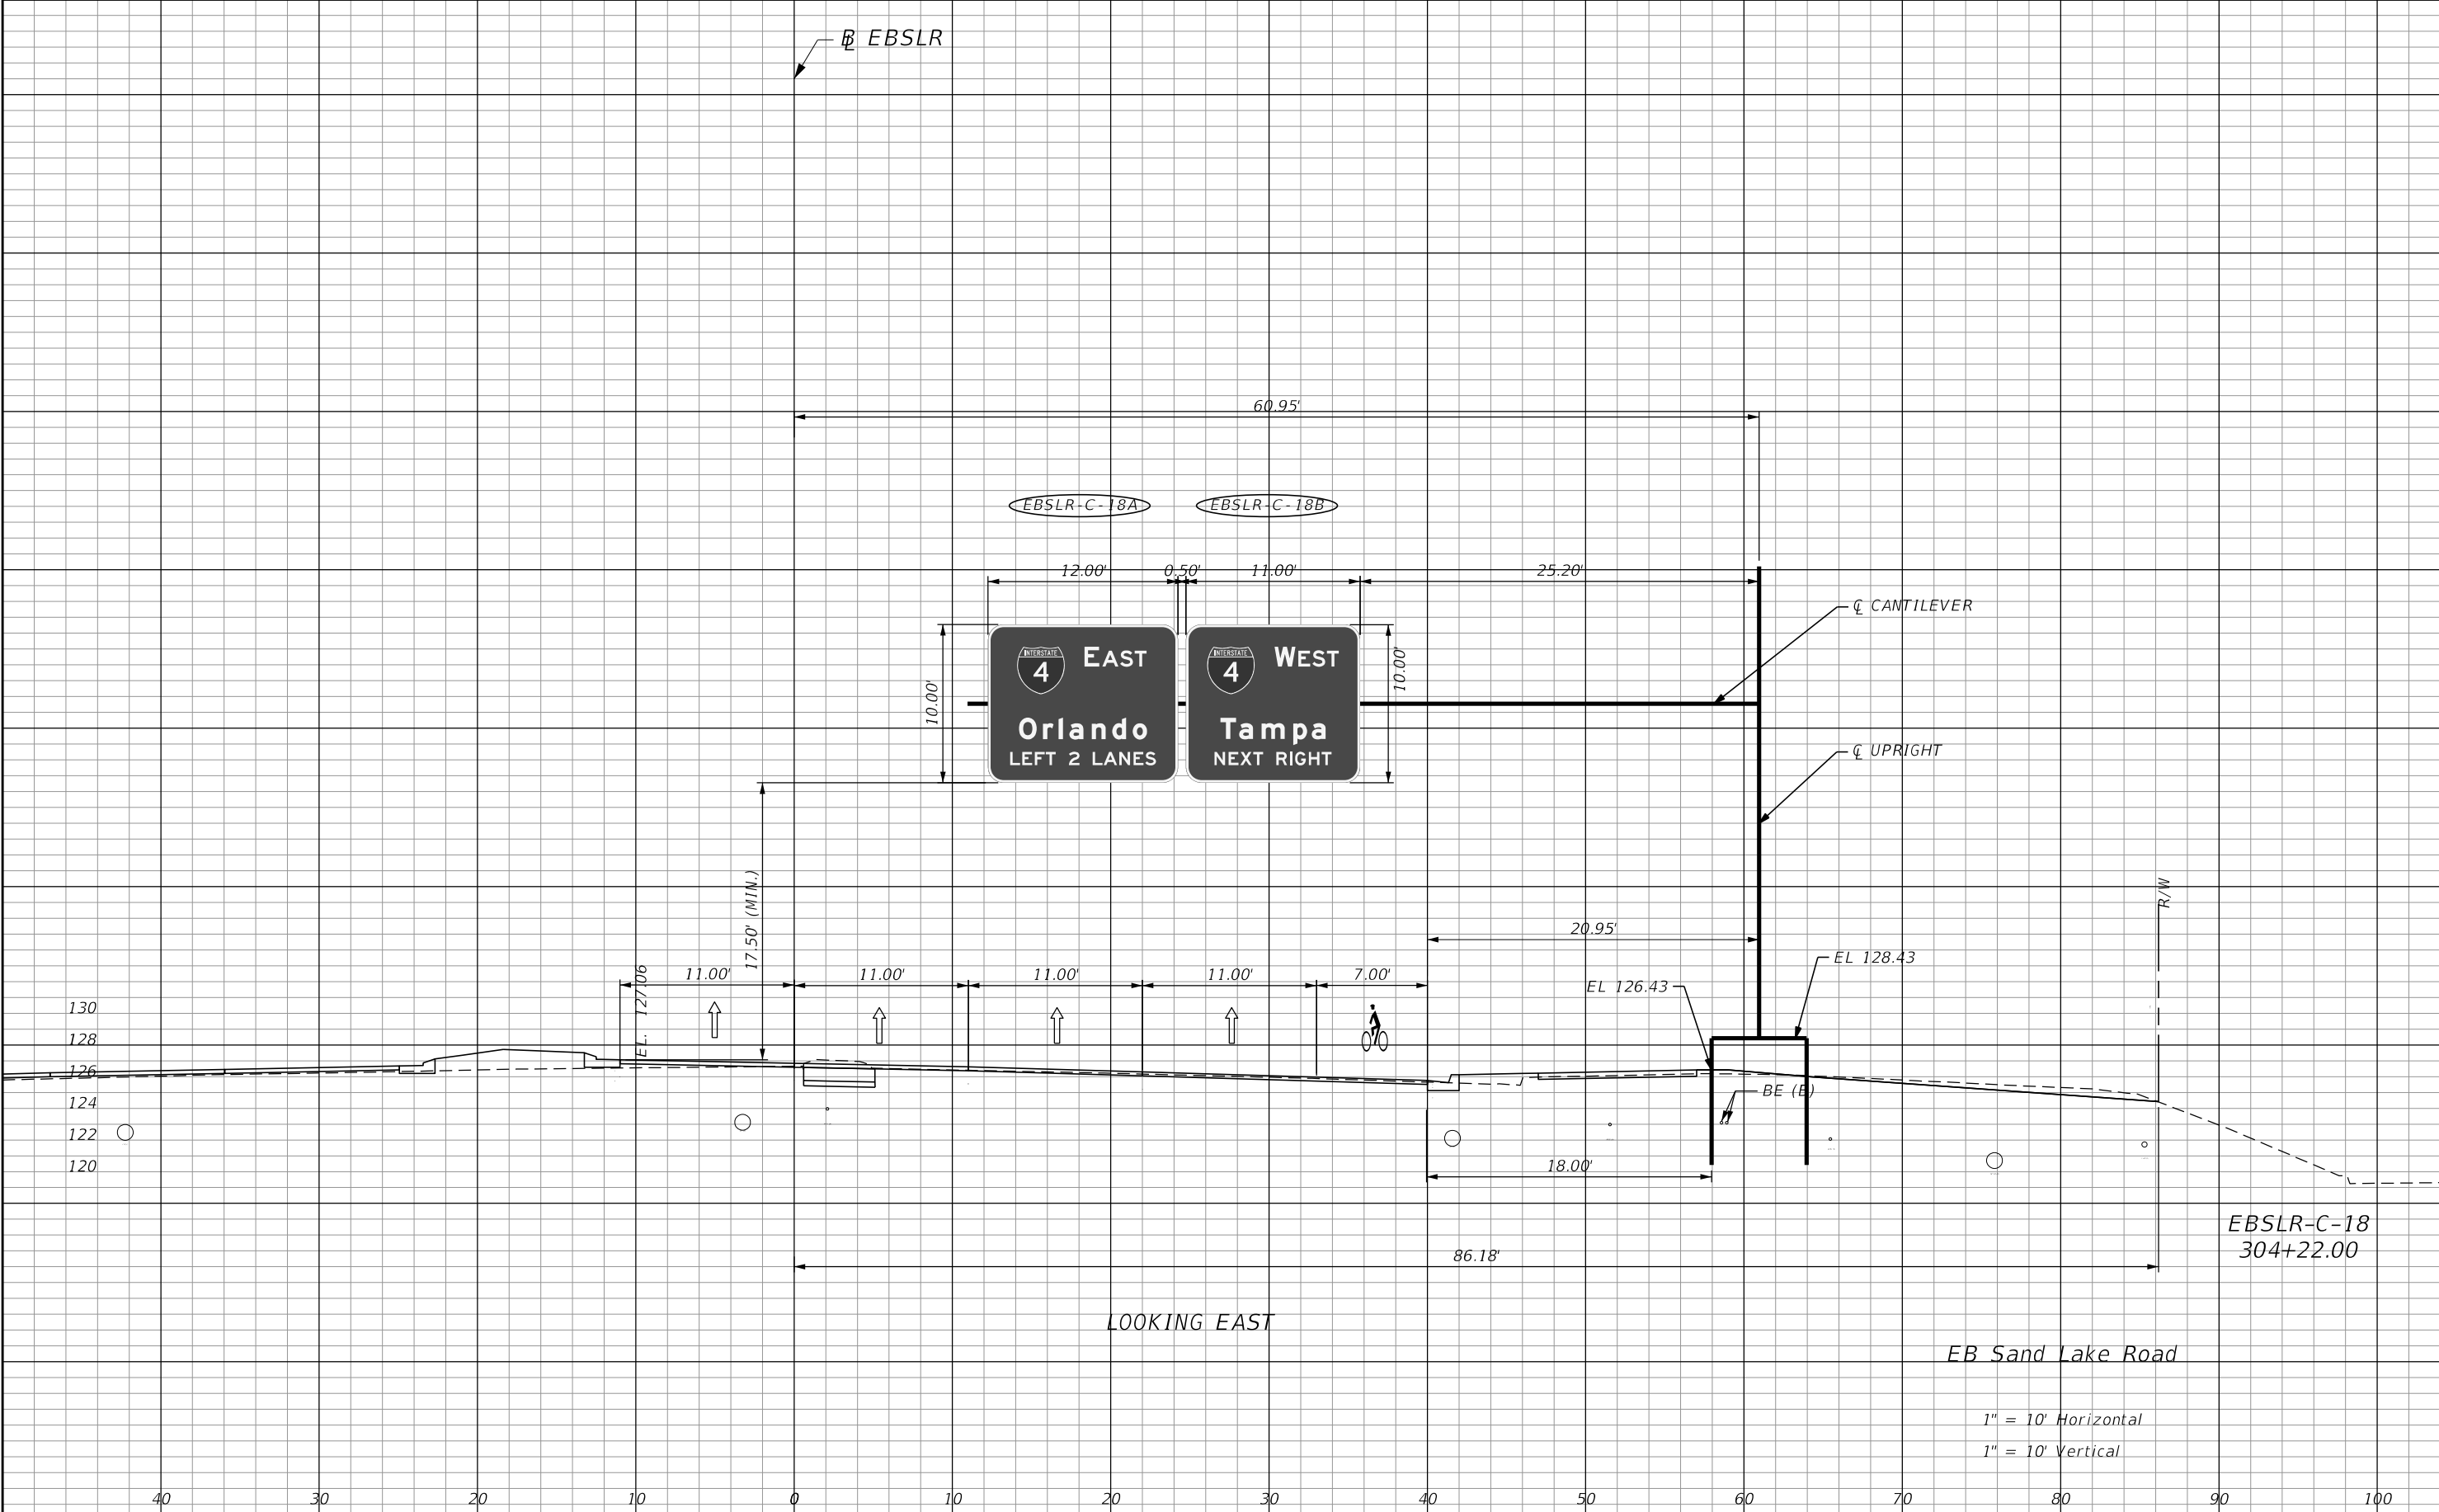 ℄ EBSLR
60.95'
EBSLR-C-18A
EBSLR-C-18B
12.00'
0.50'
11.00'
25.20'
℄ CANTILEVER
10.00'
INTERSTATE
4
EAST
Orlando
LEFT 2 LANES
INTERSTATE
4
WEST
Tampa
NEXT RIGHT
10.00'
℄ UPRIGHT
17.50' (MIN.)
R/W
20.95'
EL 128.43
EL. 127.06
11.00'
11.00'
11.00'
11.00'
7.00'
EL 126.43
130
128
126
124
122
120
BE (B)
18.00'
EBSLR-C-18
304+22.00
86.18'
LOOKING EAST
EB Sand Lake Road
1" = 10' Horizontal
1" = 10' Vertical
40 30 20 10 0 10 20 30 40 50 60 70 80 90 100